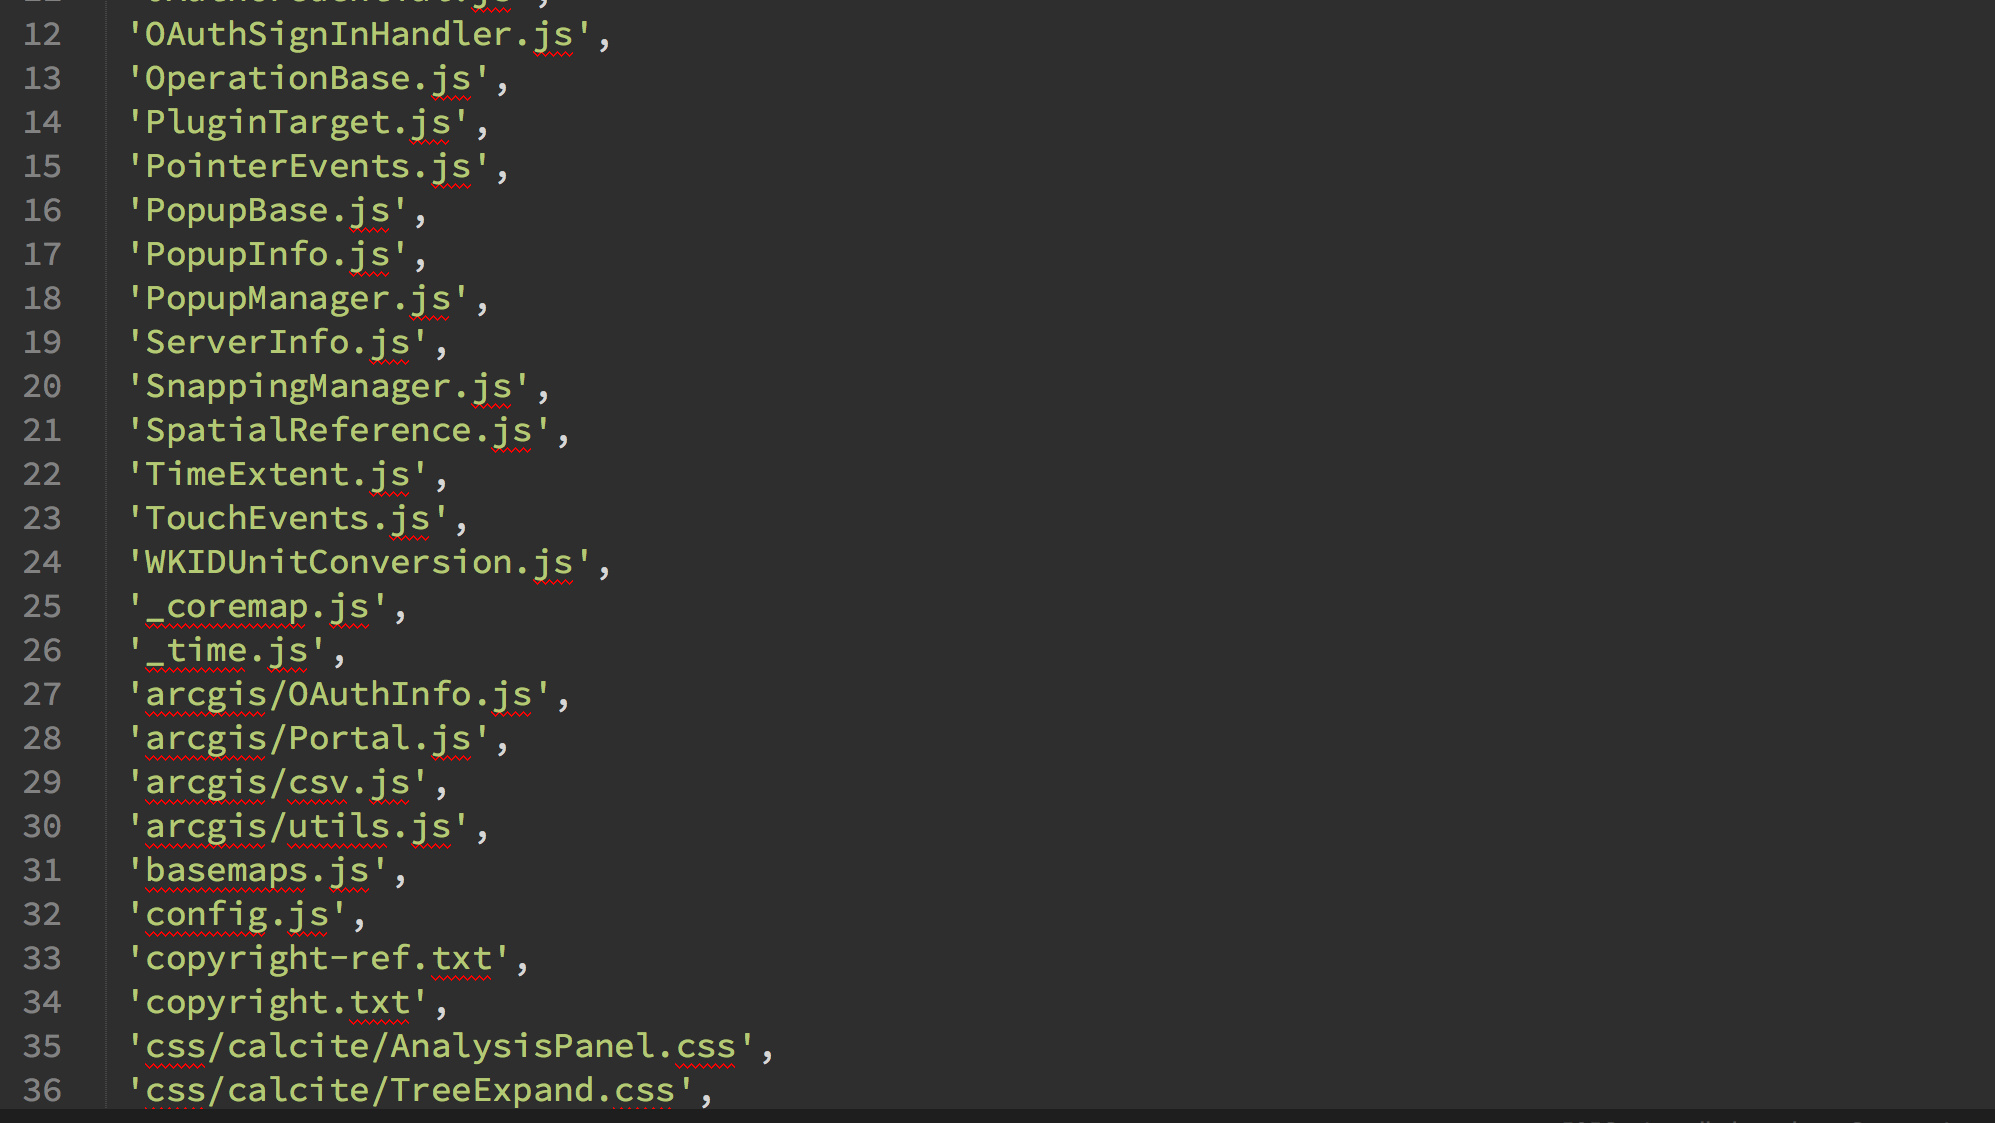 12 'OAuthSignInHandler.js',
13 'OperationBase.js',
14 'PluginTarget.js',
15 'PointerEvents.js',
16 'PopupBase.js',
17 'PopupInfo.js',
18 'PopupManager.js',
19 'ServerInfo.js',
20 'SnappingManager.js',
21 'SpatialReference.js',
22 'TimeExtent.js',
23 'TouchEvents.js',
24 'WKIDUnitConversion.js',
25 '_coremap.js',
26 '_time.js',
27 'arcgis/OAuthInfo.js',
28 'arcgis/Portal.js',
29 'arcgis/csv.js',
30 'arcgis/utils.js',
31 'basemaps.js',
32 'config.js',
33 'copyright-ref.txt',
34 'copyright.txt',
35 'css/calcite/AnalysisPanel.css',
36 'css/calcite/TreeExpand.css',